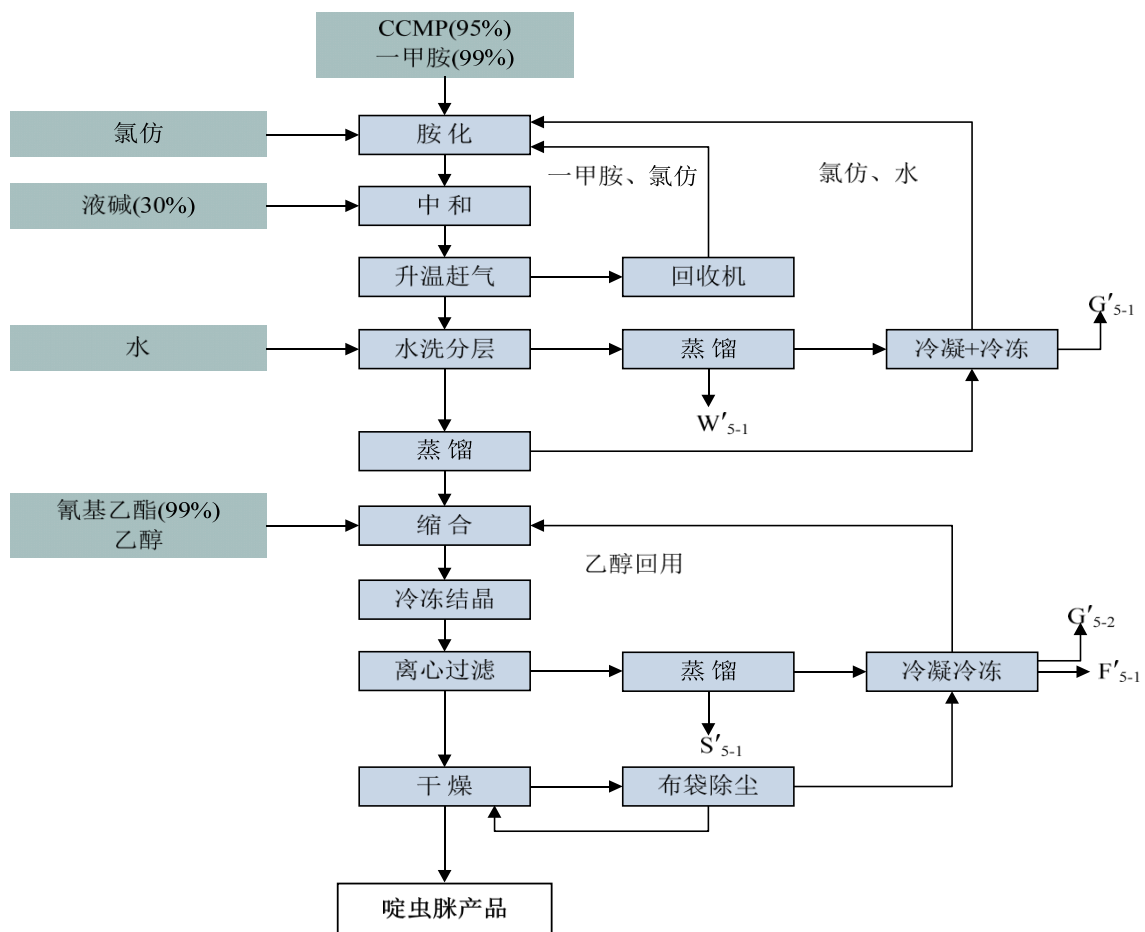 CCMP(95%)
一甲胺(99%)
氯仿
胺 化
一甲胺、氯仿
氯仿、水
液碱(30%)
中 和
升温赶气
回收机
G′5-1
水
水洗分层
蒸 馏
冷凝+冷冻
W′5-1
蒸 馏
氰基乙酯(99%)
乙醇
缩 合
乙醇回用
冷冻结晶
G′5-2
离心过滤
蒸 馏
冷凝冷冻
F′5-1
S′5-1
干 燥
布袋除尘
啶虫脒产品